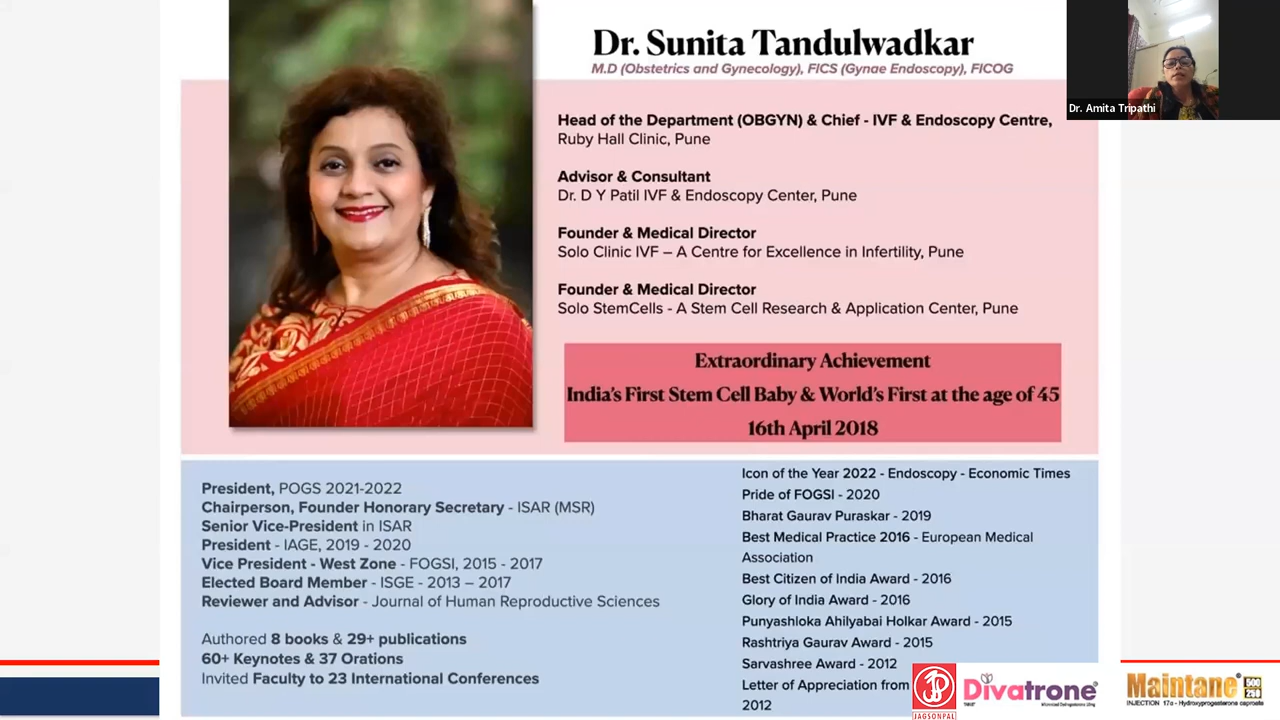 Dr. Sunita Tandulwadkar
M.D (Obstetrics and Gynecology), FICS (Gynae Endoscopy), FICOG
Dr. Amita Tripathi
Head of the Department (OBGYN) & Chief - IVF & Endoscopy Centre,
Ruby Hall Clinic, Pune
Advisor & Consultant
Dr. D Y Patil IVF & Endoscopy Center, Pune
Founder & Medical Director
Solo Clinic IVF – A Centre for Excellence in Infertility, Pune
Founder & Medical Director
Solo StemCells - A Stem Cell Research & Application Center, Pune
Extraordinary Achievement
India's First Stem Cell Baby & World's First at the age of 45
16th April 2018
President, POGS 2021-2022
Chairperson, Founder Honorary Secretary - ISAR (MSR)
Senior Vice-President in ISAR
President - IAGE, 2019 - 2020
Vice President - West Zone - FOGSI, 2015 - 2017
Elected Board Member - ISGE - 2013 – 2017
Reviewer and Advisor - Journal of Human Reproductive Sciences
Authored 8 books & 29+ publications
60+ Keynotes & 37 Orations
Invited Faculty to 23 International Conferences
Icon of the Year 2022 - Endoscopy - Economic Times
Pride of FOGSI - 2020
Bharat Gaurav Puraskar - 2019
Best Medical Practice 2016 - European Medical
Association
Best Citizen of India Award - 2016
Glory of India Award - 2016
Punyashloka Ahilyabai Holkar Award - 2015
Rashtriya Gaurav Award - 2015
Sarvashree Award - 2012
Letter of Appreciation from
2012
JAGSONPAL
Divatrone
Maintane 500 250
INJECTION 17α - Hydroxyprogesterone caproate